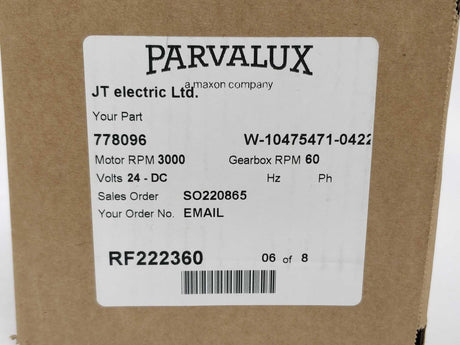 PARVALUX
a maxon company
JT electric Ltd.
Your Part
778096 W-10475471-0422
Motor RPM 3000 Gearbox RPM 60
Volts 24 - DC Hz Ph
Sales Order SO220865
Your Order No. EMAIL
RF222360 06 of 8